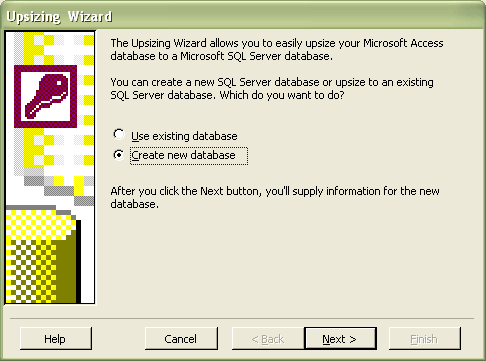 Upsizing Wizard
The Upsizing Wizard allows you to easily upsize your Microsoft Access
database to a Microsoft SQL Server database.
You can create a new SQL Server database or upsize to an existing
SQL Server database. Which do you want to do?
Use existing database
Create new database
After you click the Next button, you'll supply information for the new
database.
Help
Cancel
< Back
Next >
Finish